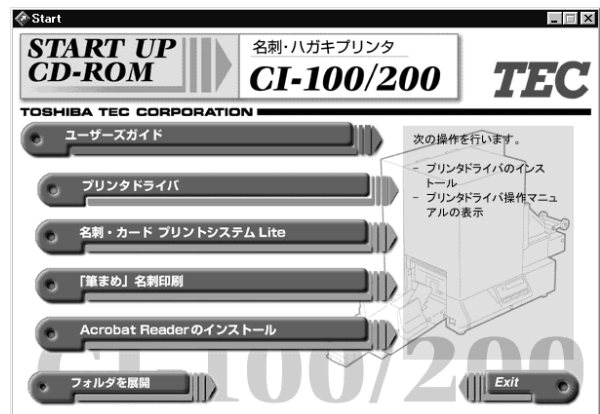 Start
START UP
CD-ROM
名刺・ハガキプリンタ
CI-100/200
TEC
TOSHIBA TEC CORPORATION
ユーザーズガイド
プリンタドライバ
名刺・カード プリントシステム Lite
「筆まめ」名刺印刷
Acrobat Readerのインストール
フォルダを展開
次の操作を行います。
- プリンタドライバのインス
トール
- プリンタドライバ操作マニュ
アルの表示
CI-100/200
Exit